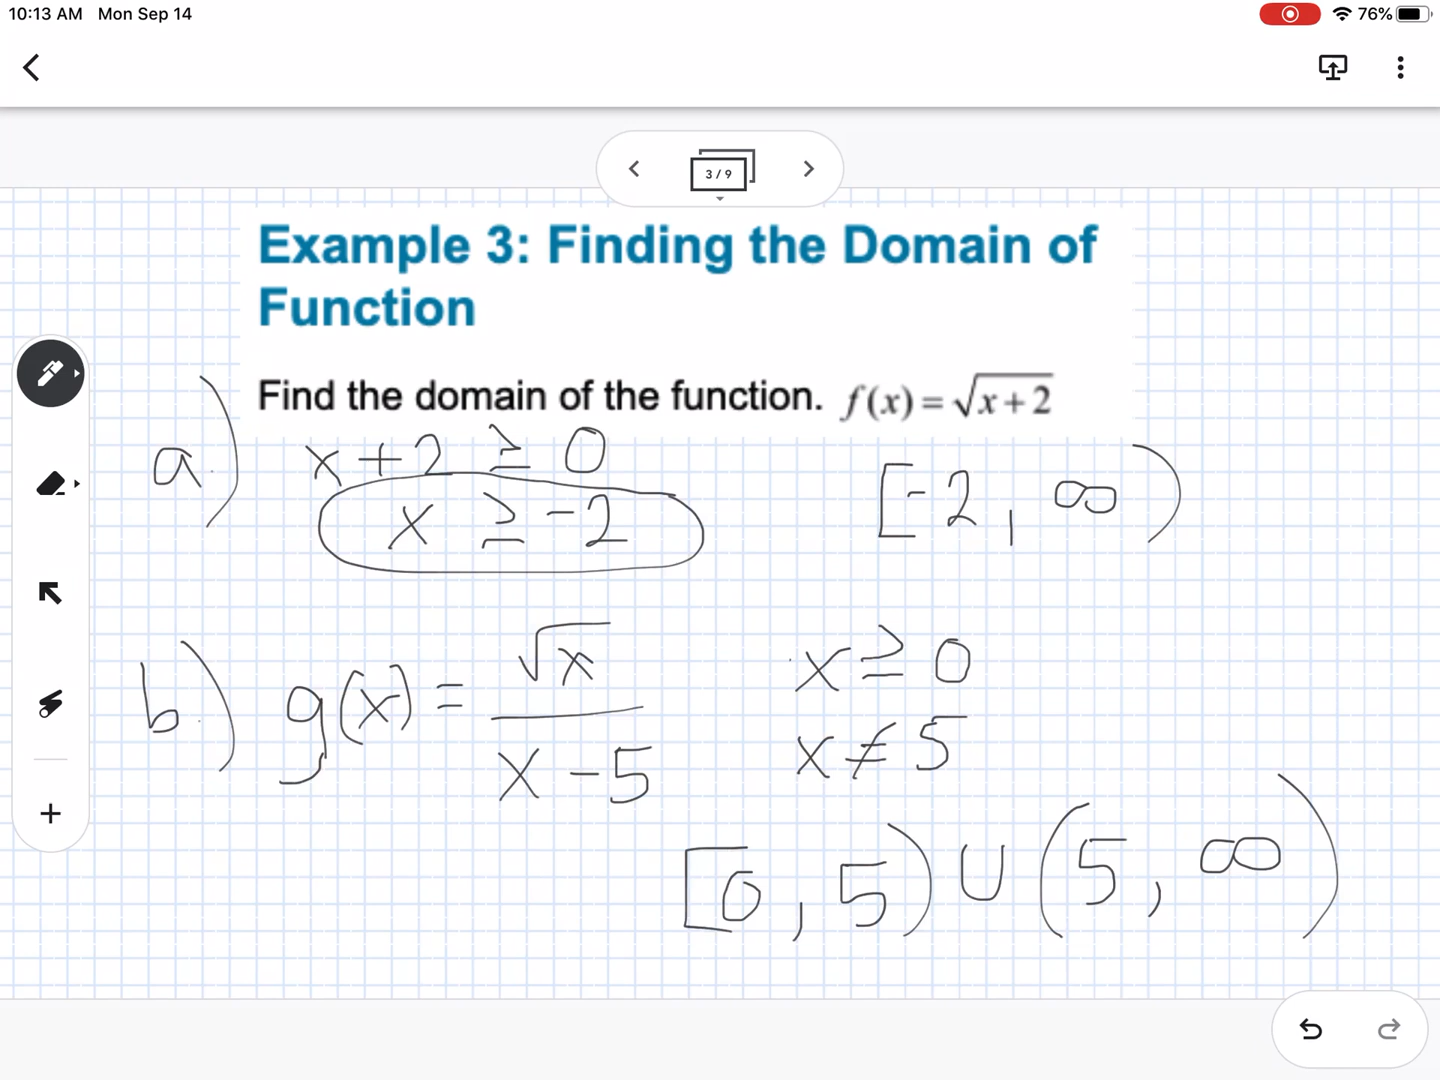 10:13 AM Mon Sep 14 76%
3 / 9
Example 3: Finding the Domain of
Function
Find the domain of the function. f(x) = √x+2
a.) x + 2 ≥ 0
x ≥ -2 [-2, ∞)
b.) g(x) = √x / x - 5
x ≥ 0
x ≠ 5
[0, 5) ∪ (5, ∞)